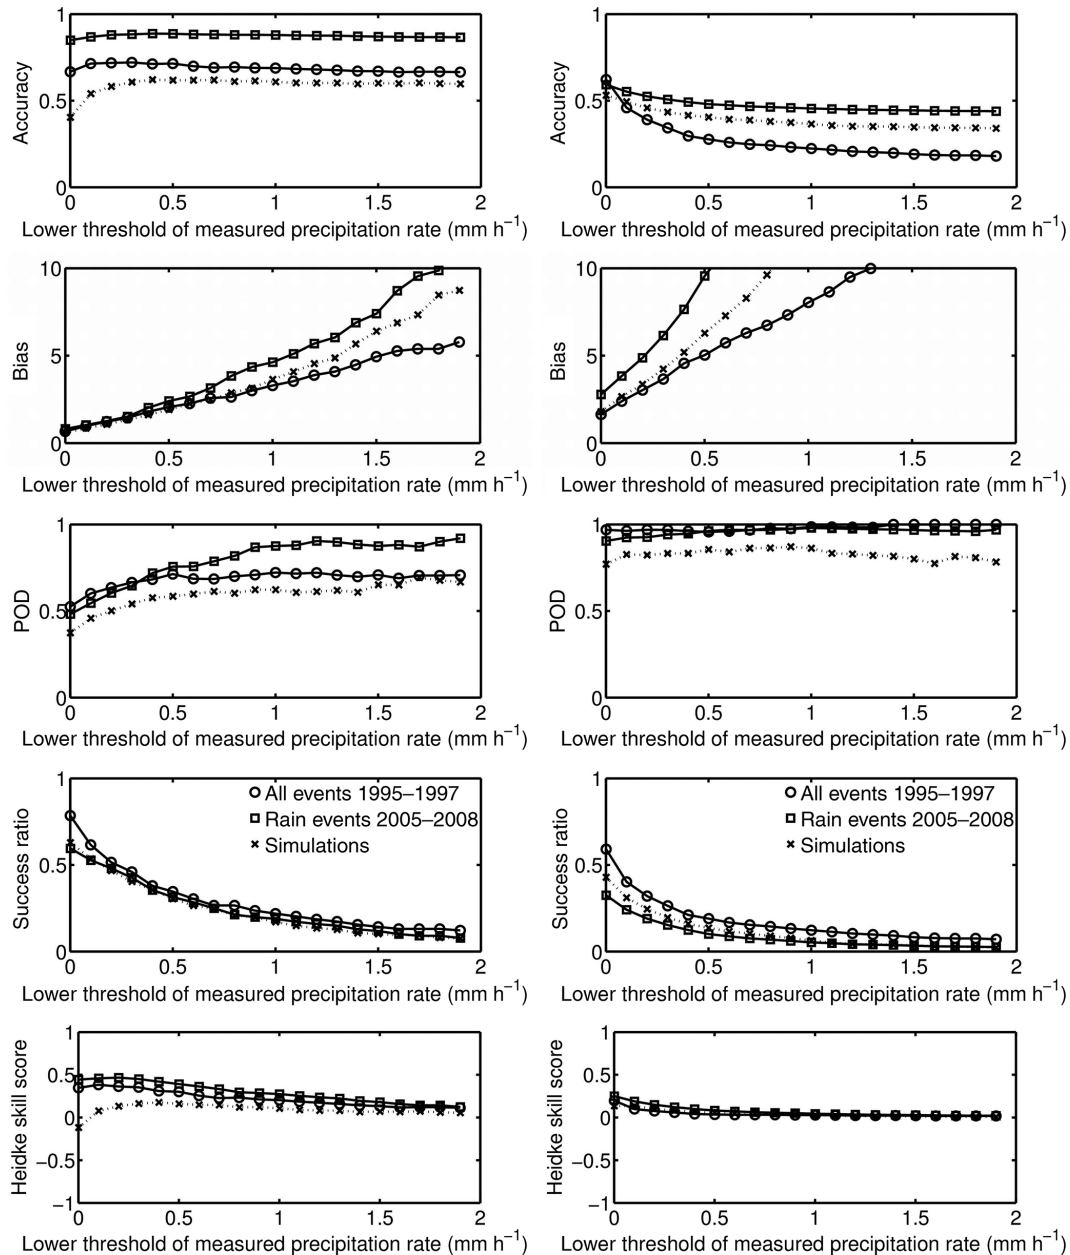 1
0.5
0
Accuracy
0 0.5 1 1.5 2
Lower threshold of measured precipitation rate (mm h⁻¹)
1
0.5
0
Accuracy
0 0.5 1 1.5 2
Lower threshold of measured precipitation rate (mm h⁻¹)
10
5
0
Bias
0 0.5 1 1.5 2
Lower threshold of measured precipitation rate (mm h⁻¹)
10
5
0
Bias
0 0.5 1 1.5 2
Lower threshold of measured precipitation rate (mm h⁻¹)
1
0.5
0
POD
0 0.5 1 1.5 2
Lower threshold of measured precipitation rate (mm h⁻¹)
1
0.5
0
POD
0 0.5 1 1.5 2
Lower threshold of measured precipitation rate (mm h⁻¹)
1
0.5
0
Success ratio
All events 1995–1997
Rain events 2005–2008
Simulations
0 0.5 1 1.5 2
Lower threshold of measured precipitation rate (mm h⁻¹)
1
0.5
0
Success ratio
All events 1995–1997
Rain events 2005–2008
Simulations
0 0.5 1 1.5 2
Lower threshold of measured precipitation rate (mm h⁻¹)
1
0.5
0
−0.5
−1
Heidke skill score
0 0.5 1 1.5 2
Lower threshold of measured precipitation rate (mm h⁻¹)
1
0.5
0
−0.5
−1
Heidke skill score
0 0.5 1 1.5 2
Lower threshold of measured precipitation rate (mm h⁻¹)